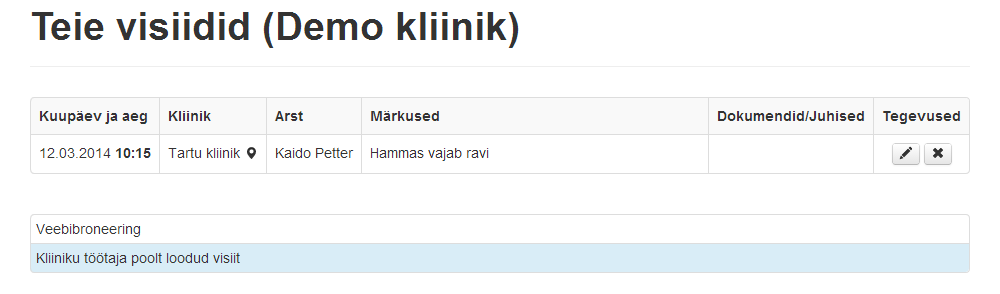 Teie visiidid (Demo kliinik)
Kuupäev ja aeg Kliinik Arst Märkused Dokumendid/Juhised Tegevused
12.03.2014 10:15 Tartu kliinik Kaido Petter Hammas vajab ravi
Veebibroneering
Kliiniku töötaja poolt loodud visiit